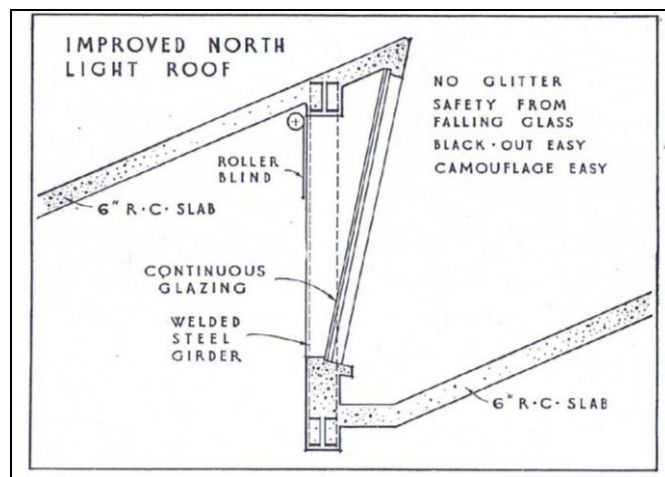 IMPROVED NORTH
LIGHT ROOF
NO GLITTER
SAFETY FROM
FALLING GLASS
BLACK·OUT EASY
CAMOUFLAGE EASY
ROLLER
BLIND
6" R·C·SLAB
CONTINUOUS
GLAZING
WELDED
STEEL
GIRDER
6" R·C·SLAB